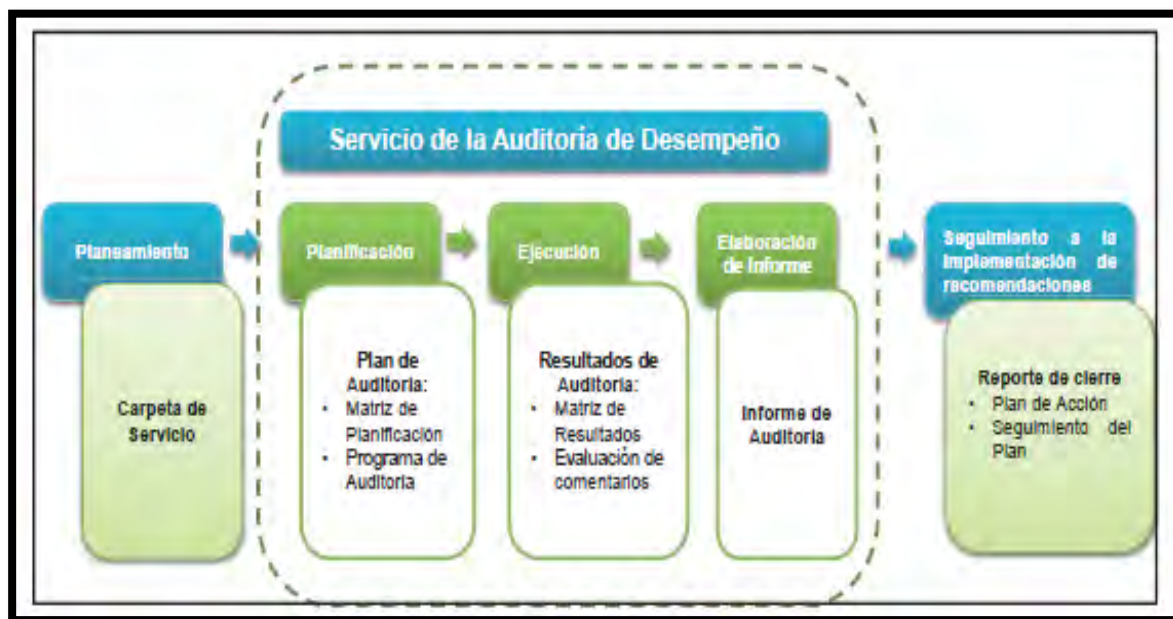 Servicio de la Auditoría de Desempeño
Planeamiento
Carpeta de
Servicio
Planificación
Plan de
Auditoria:
• Matriz de
Planificación
• Programa de
Auditoria
Ejecución
Resultados de
Auditoria:
• Matriz de
Resultados
• Evaluación de
comentarios
Elaboración
de Informe
Informe de
Auditoria
Seguimiento a la
Implementación de
recomendaciones
Reporte de cierre
• Plan de Acción
• Seguimiento del
Plan